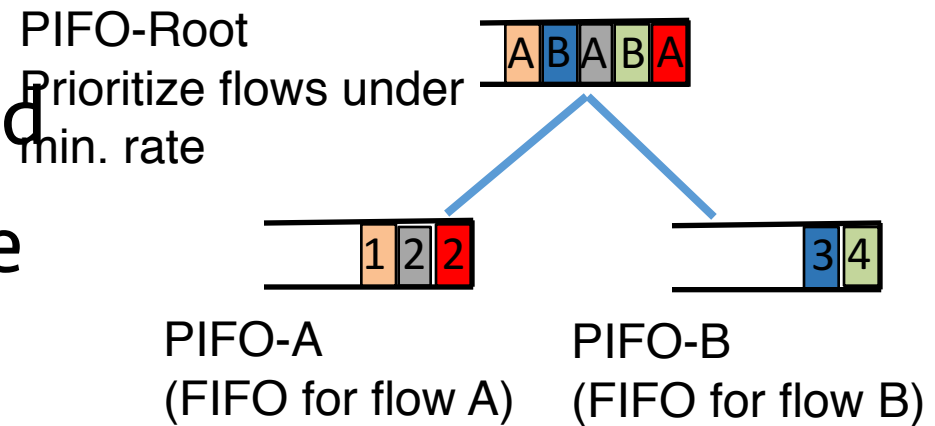 PIFO-Root
Prioritize flows under
min. rate
d
e
A B A B A
1 2 2
3 4
PIFO-A
(FIFO for flow A)
PIFO-B
(FIFO for flow B)